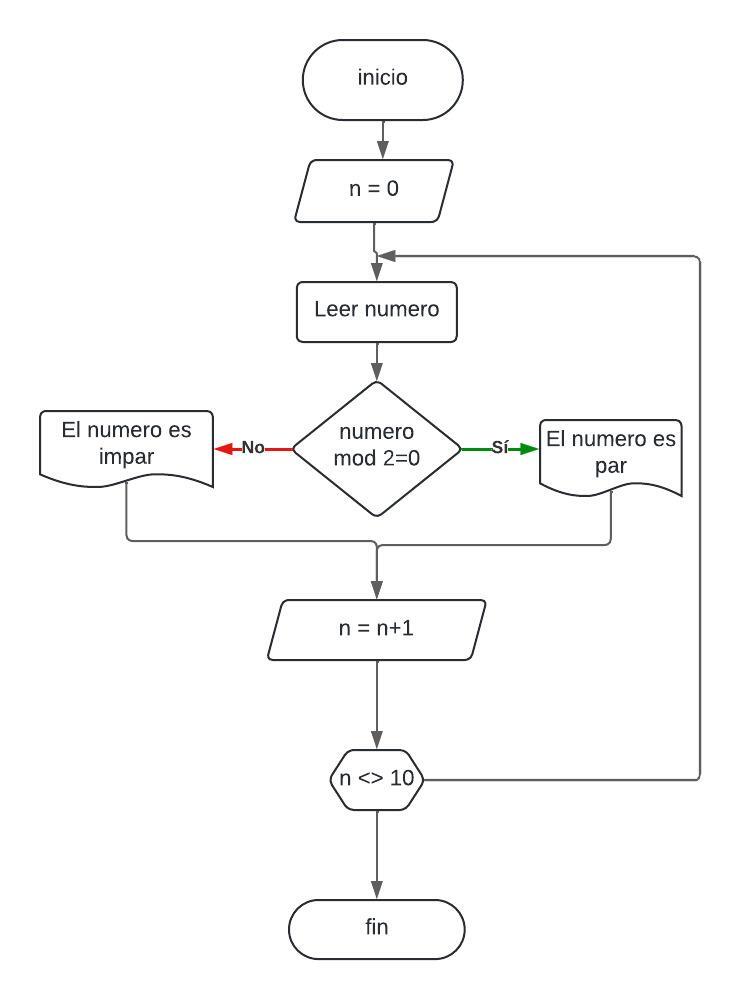 inicio
n = 0
Leer numero
numero
mod 2=0
No
Sí
El numero es
impar
El numero es
par
n = n+1
n <> 10
fin